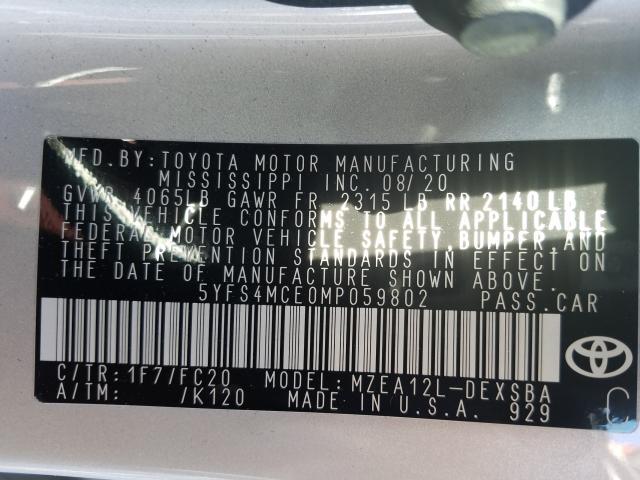 MFD.BY:TOYOTA MOTOR MANUFACTURING
MISSISSIPPI INC. 08/20
GVWR 4065LB GAWR FR 2315 LB RR 2140 LB
THIS VEHICLE CONFORMS TO ALL APPLICABLE
FEDERAL MOTOR VEHICLE SAFETY,BUMPER,AND
THEFT PREVENTION STANDARDS IN EFFECT ON
THE DATE OF MANUFACTURE SHOWN ABOVE.
5YFS4MCE0MP059802 PASS.CAR
C/TR:1F7/FC20 MODEL:MZEA12L-DEXSBA
A/TM: /K120 MADE IN U.S.A. 929
C